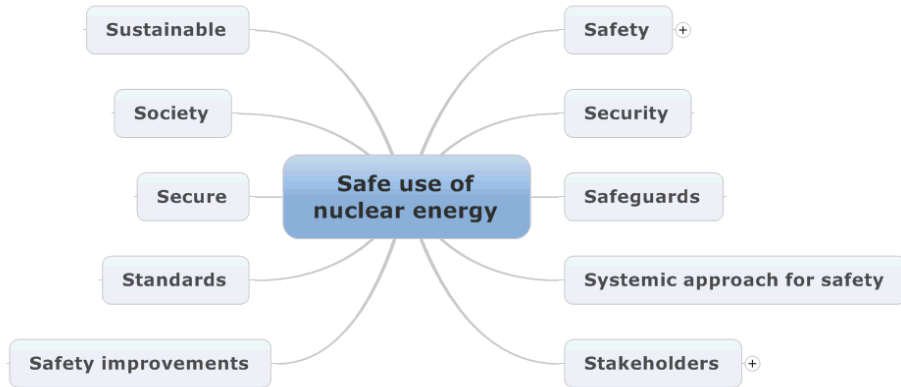 Safe use of
nuclear energy
Sustainable
Society
Secure
Standards
Safety improvements
Safety
Security
Safeguards
Systemic approach for safety
Stakeholders